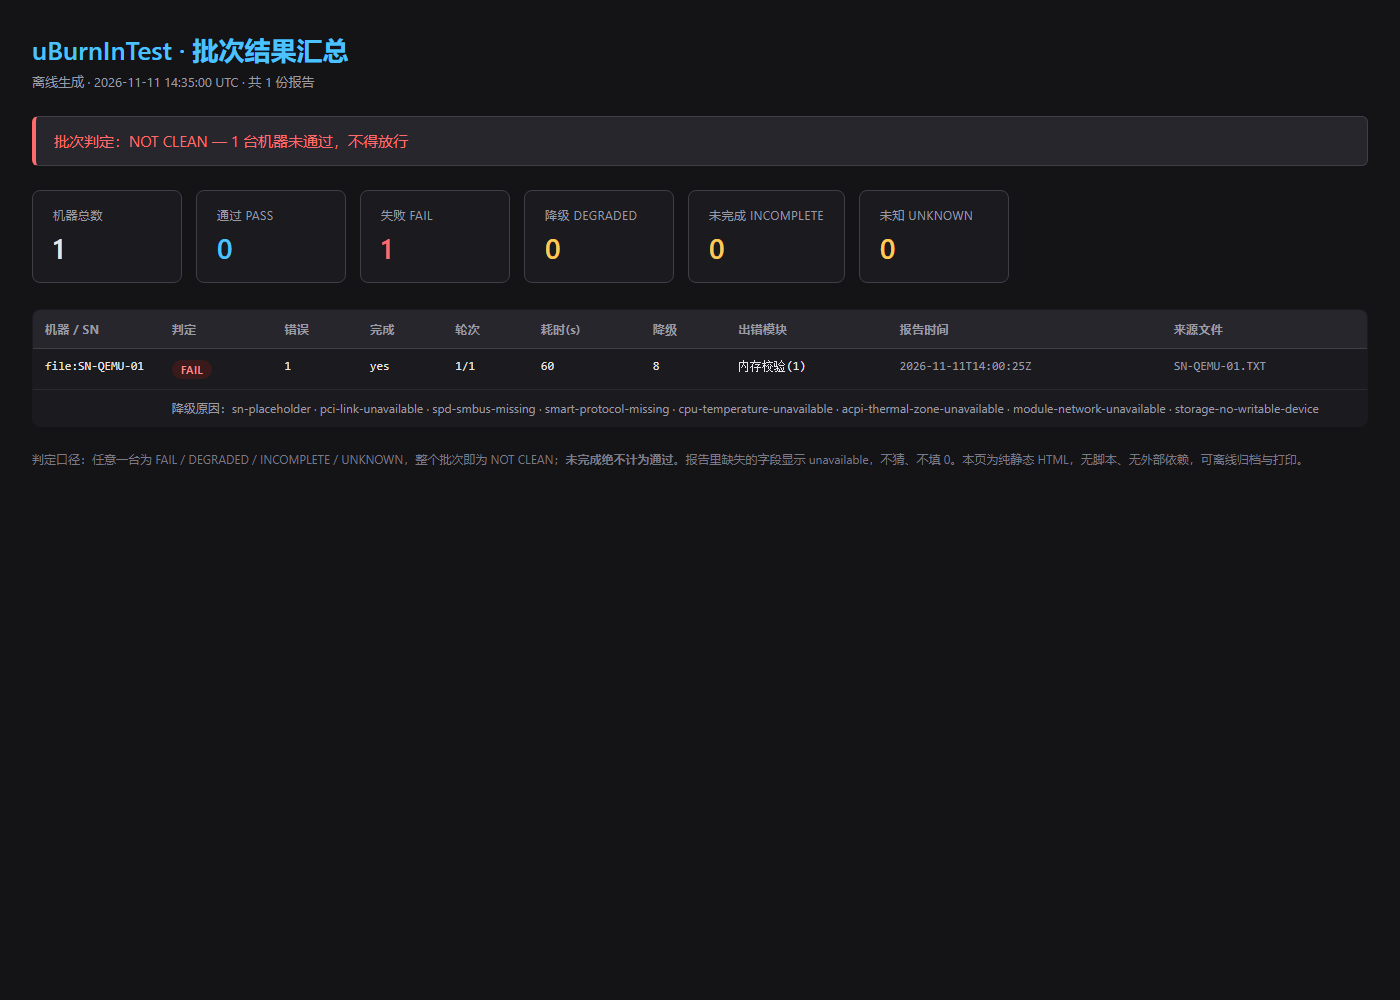 uBurnInTest · 批次结果汇总
离线生成 · 2026-11-11 14:35:00 UTC · 共 1 份报告
批次判定：NOT CLEAN — 1 台机器未通过，不得放行
机器总数 通过 PASS 失败 FAIL 降级 DEGRADED 未完成 INCOMPLETE 未知 UNKNOWN
1 0 1 0 0 0
机器 / SN 判定 错误 完成 轮次 耗时(s) 降级 出错模块 报告时间 来源文件
file:SN-QEMU-01 FAIL 1 yes 1/1 60 8 内存校验(1) 2026-11-11T14:00:25Z SN-QEMU-01.TXT
降级原因：sn-placeholder · pci-link-unavailable · spd-smbus-missing · smart-protocol-missing · cpu-temperature-unavailable · acpi-thermal-zone-unavailable · module-network-unavailable · storage-no-writable-device
判定口径：任意一台为 FAIL / DEGRADED / INCOMPLETE / UNKNOWN，整个批次即为 NOT CLEAN；未完成绝不计为通过。报告里缺失的字段显示 unavailable，不猜、不填 0。本页为纯静态 HTML，无脚本、无外部依赖，可离线归档与打印。